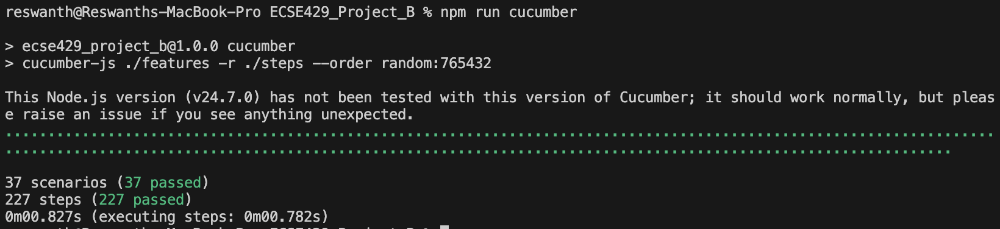 reswanth@Reswanths-MacBook-Pro ECSE429_Project_B % npm run cucumber
> ecse429_project_b@1.0.0 cucumber
> cucumber-js ./features -r ./steps --order random:765432
This Node.js version (v24.7.0) has not been tested with this version of Cucumber; it should work normally, but pleas
e raise an issue if you see anything unexpected.
....................................................................................................................
...............................................................................................................
37 scenarios (37 passed)
227 steps (227 passed)
0m00.827s (executing steps: 0m00.782s)